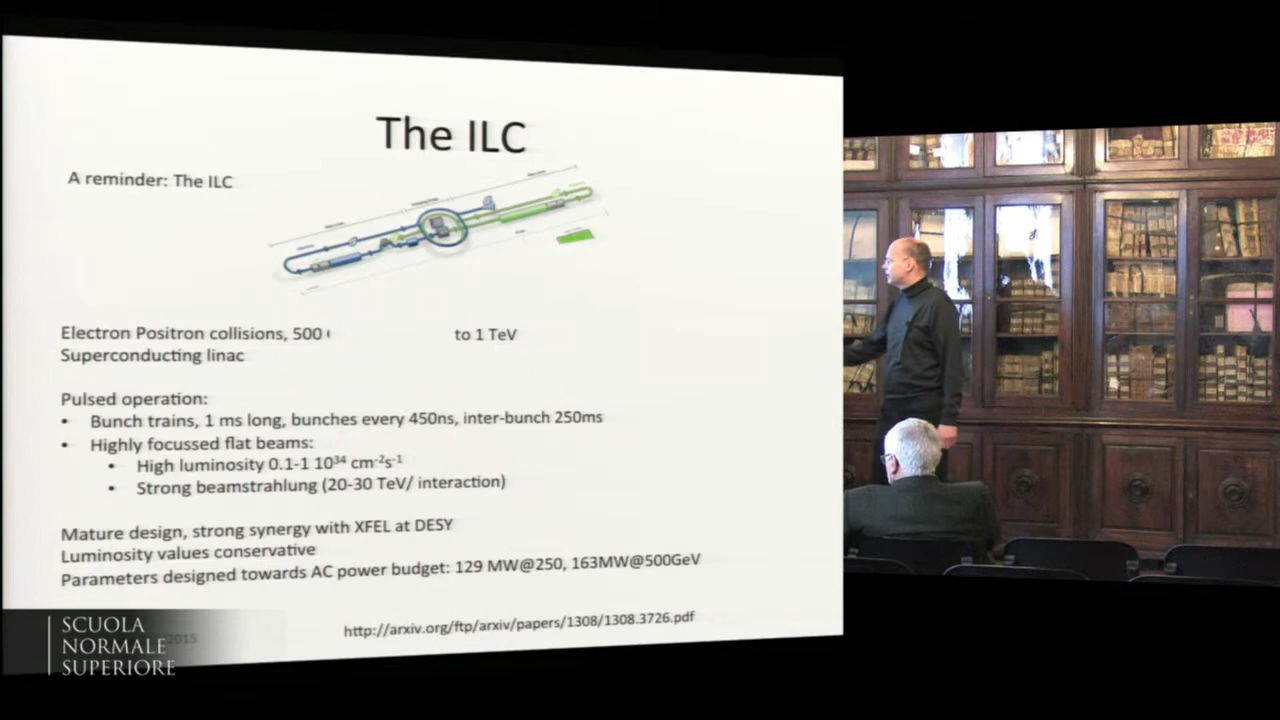 The ILC
A reminder: The ILC
Electron Positron collisions, 500 to 1 TeV
Superconducting linac
Pulsed operation:
• Bunch trains, 1 ms long, bunches every 450ns, inter-bunch 250ms
• Highly focussed flat beams:
• High luminosity 0.1-1 10³⁴ cm⁻²s⁻¹
• Strong beamstrahlung (20-30 TeV/ interaction)
Mature design, strong synergy with XFEL at DESY
Luminosity values conservative
Parameters designed towards AC power budget: 129 MW@250, 163MW@500GeV
http://arxiv.org/ftp/arxiv/papers/1308/1308.3726.pdf
2015
SCUOLA
NORMALE
SUPERIORE